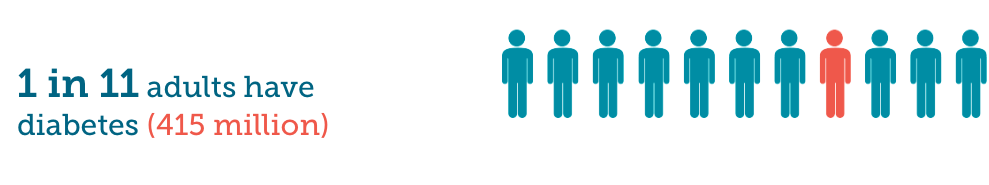 1 in 11 adults have
diabetes (415 million)